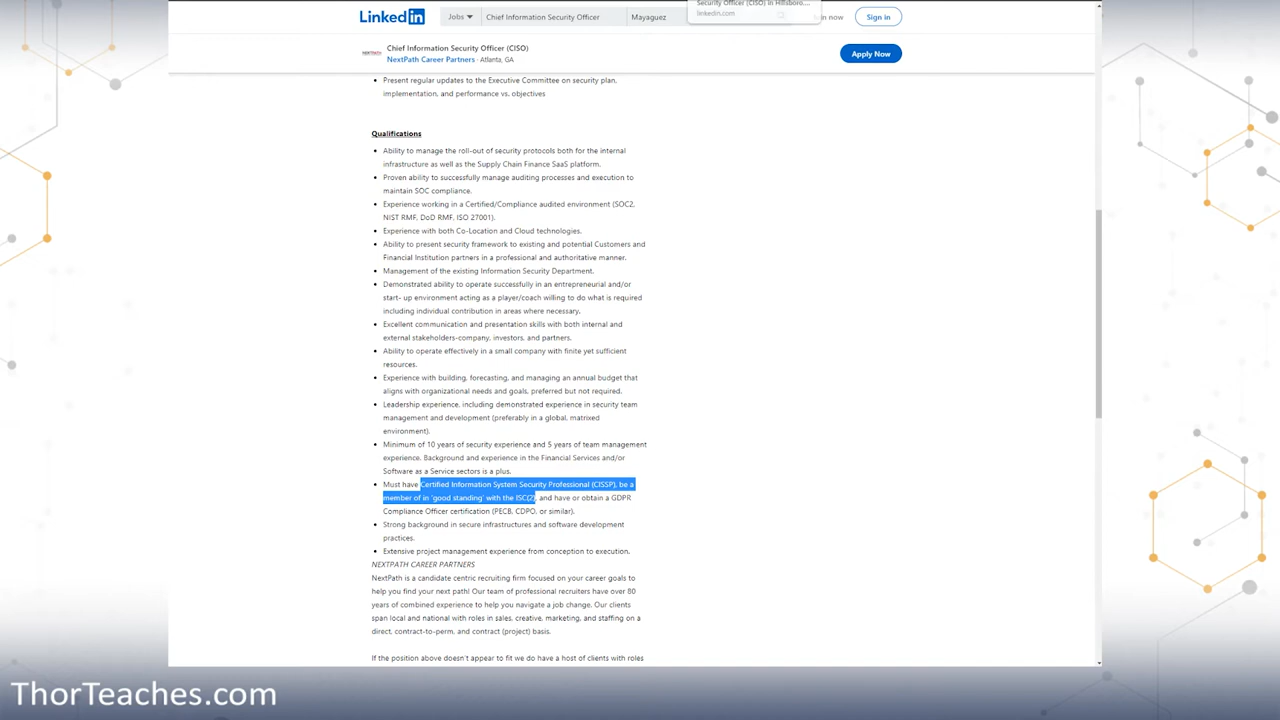 Security Officer (CISO) in Hillsboro...
linkedin.com
LinkedIn
Jobs
Chief Information Security Officer
Mayaguez
in now
Sign in
NEXTPATH
Chief Information Security Officer (CISO)
NextPath Career Partners · Atlanta, GA
Apply Now
• Present regular updates to the Executive Committee on security plan,
implementation, and performance vs. objectives
Qualifications
• Ability to manage the roll-out of security protocols both for the internal
infrastructure as well as the Supply Chain Finance SaaS platform.
• Proven ability to successfully manage auditing processes and execution to
maintain SOC compliance.
• Experience working in a Certified/Compliance audited environment (SOC2,
NIST RMF, DoD RMF, ISO 27001).
• Experience with both Co-Location and Cloud technologies.
• Ability to present security framework to existing and potential Customers and
Financial Institution partners in a professional and authoritative manner.
• Management of the existing Information Security Department.
• Demonstrated ability to operate successfully in an entrepreneurial and/or
start- up environment acting as a player/coach willing to do what is required
including individual contribution in areas where necessary.
• Excellent communication and presentation skills with both internal and
external stakeholders-company, investors, and partners.
• Ability to operate effectively in a small company with finite yet sufficient
resources.
• Experience with building, forecasting, and managing an annual budget that
aligns with organizational needs and goals, preferred but not required.
• Leadership experience, including demonstrated experience in security team
management and development (preferably in a global, matrixed
environment).
• Minimum of 10 years of security experience and 5 years of team management
experience. Background and experience in the Financial Services and/or
Software as a Service sectors is a plus.
• Must have Certified Information System Security Professional (CISSP), be a
member of in 'good standing' with the ISC(2), and have or obtain a GDPR
Compliance Officer certification (PECB, CDPO, or similar).
• Strong background in secure infrastructures and software development
practices.
• Extensive project management experience from conception to execution.
NEXTPATH CAREER PARTNERS
NextPath is a candidate centric recruiting firm focused on your career goals to
help you find your next path! Our team of professional recruiters have over 80
years of combined experience to help you navigate a job change. Our clients
span local and national with roles in sales, creative, marketing, and staffing on a
direct, contract-to-perm, and contract (project) basis.
If the position above doesn't appear to fit we do have a host of clients with roles
ThorTeaches.com